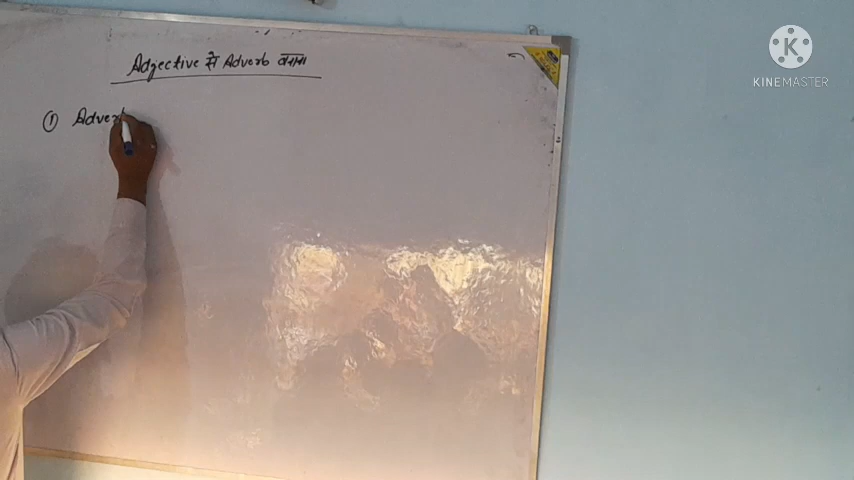 Adjective से Adverb बनाना
① Adverb
KINEMASTER